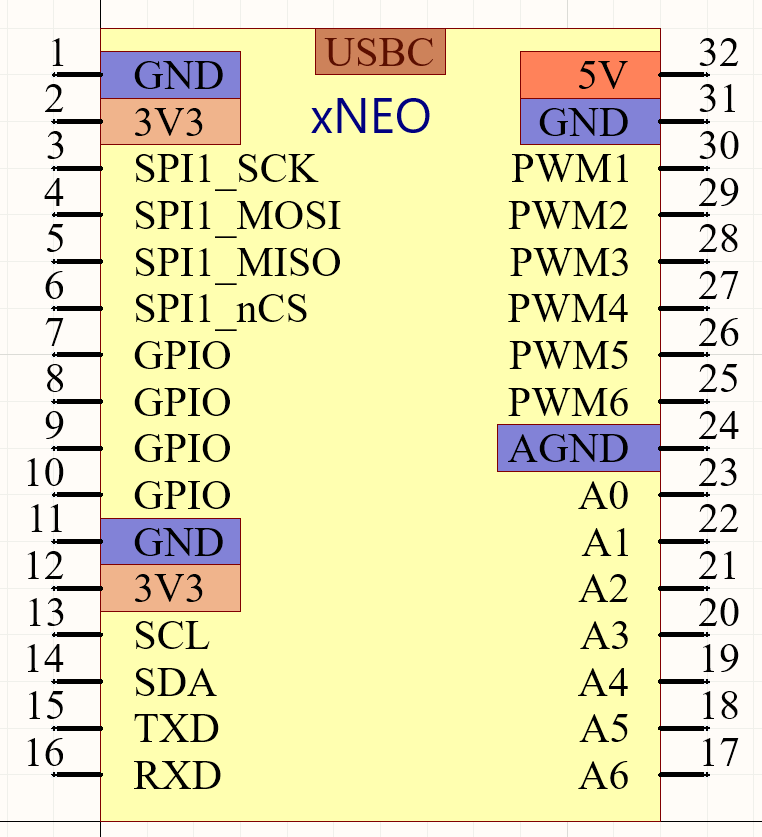 USBC
xNEO
1 GND 5V 32
2 3V3 GND 31
3 SPI1_SCK PWM1 30
4 SPI1_MOSI PWM2 29
5 SPI1_MISO PWM3 28
6 SPI1_nCS PWM4 27
7 GPIO PWM5 26
8 GPIO PWM6 25
9 GPIO AGND 24
10 GPIO A0 23
11 GND A1 22
12 3V3 A2 21
13 SCL A3 20
14 SDA A4 19
15 TXD A5 18
16 RXD A6 17